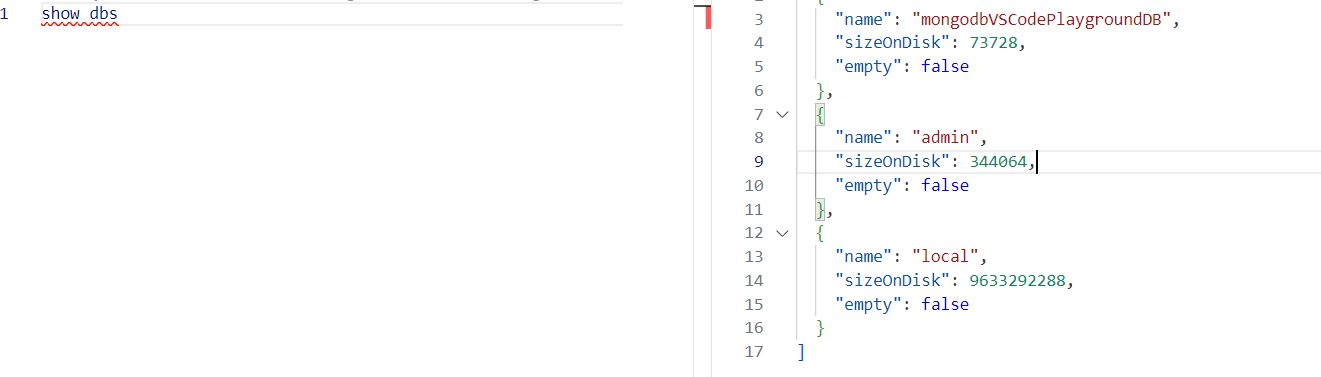 1 show dbs
3 "name": "mongodbVSCodePlaygroundDB",
4 "sizeOnDisk": 73728,
5 "empty": false
6 },
7 {
8 "name": "admin",
9 "sizeOnDisk": 344064,
10 "empty": false
11 },
12 {
13 "name": "local",
14 "sizeOnDisk": 9633292288,
15 "empty": false
16 }
17 ]